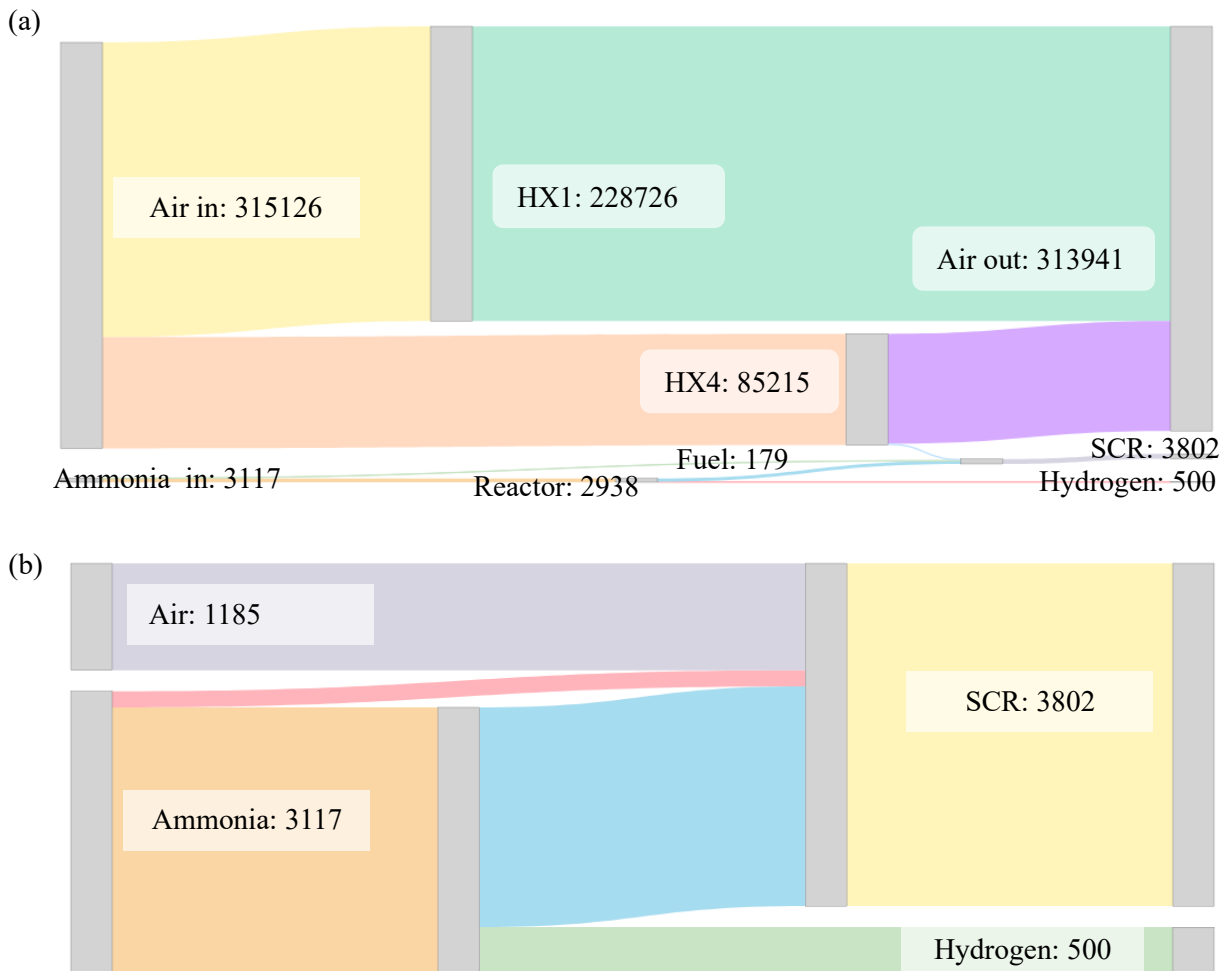 (a)
Air in: 315126
HX1: 228726
Air out: 313941
HX4: 85215
Fuel: 179
SCR: 3802
Ammonia in: 3117
Reactor: 2938
Hydrogen: 500
(b)
Air: 1185
SCR: 3802
Ammonia: 3117
Hydrogen: 500